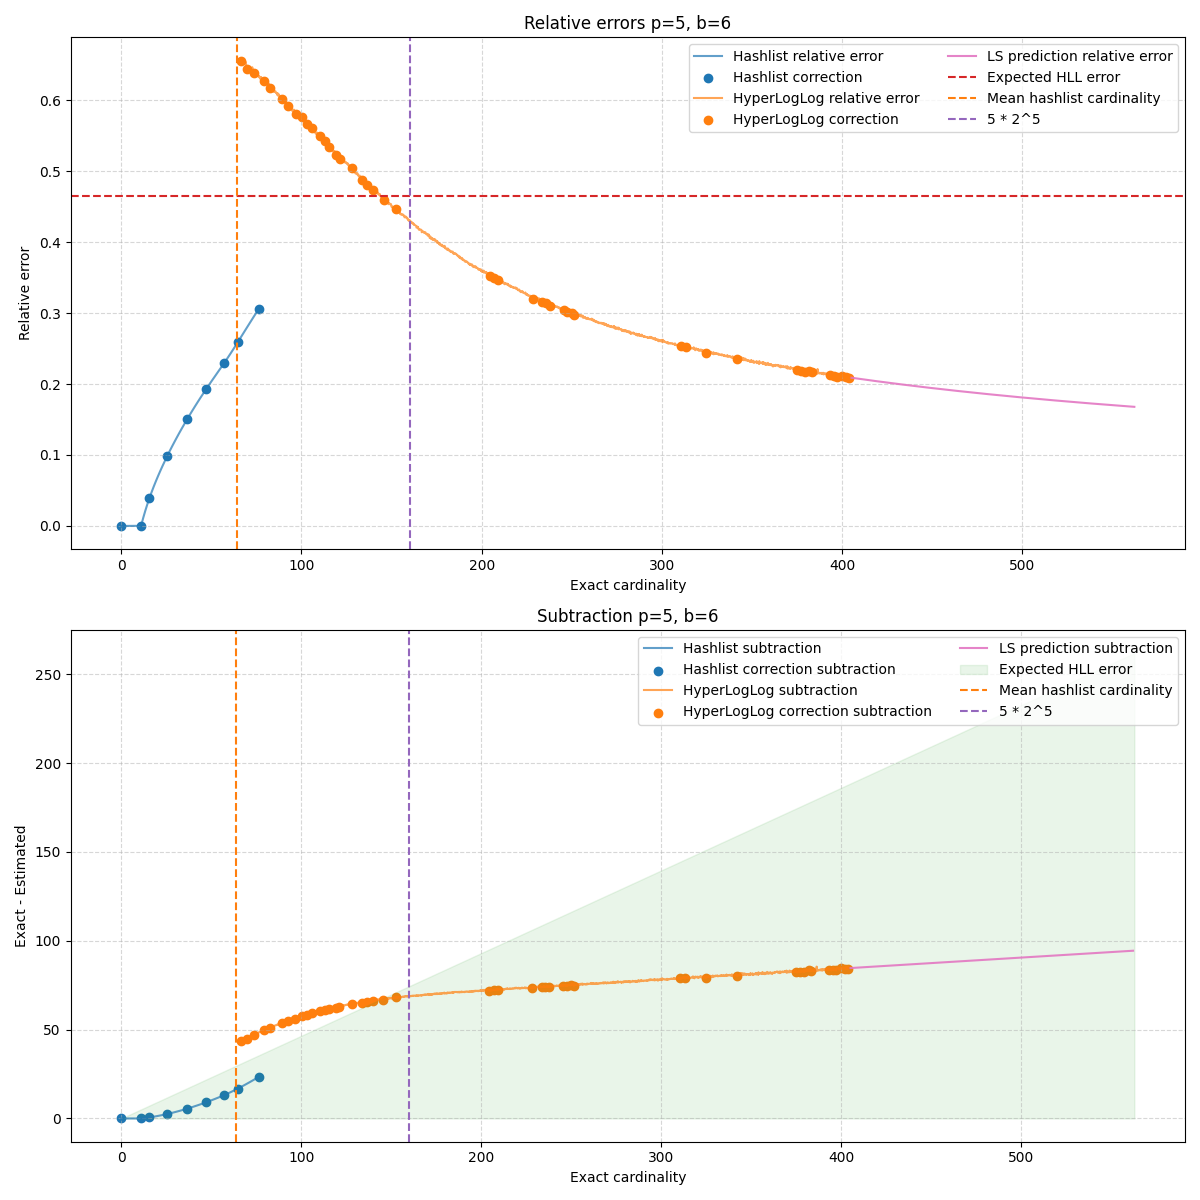 Relative errors p=5, b=6
Hashlist relative error
Hashlist correction
HyperLogLog relative error
HyperLogLog correction
LS prediction relative error
Expected HLL error
Mean hashlist cardinality
5 * 2^5
Relative error
0.6
0.5
0.4
0.3
0.2
0.1
0.0
0 100 200 300 400 500
Exact cardinality
Subtraction p=5, b=6
Hashlist subtraction
Hashlist correction subtraction
HyperLogLog subtraction
HyperLogLog correction subtraction
LS prediction subtraction
Expected HLL error
Mean hashlist cardinality
5 * 2^5
Exact - Estimated
250
200
150
100
50
0
0 100 200 300 400 500
Exact cardinality